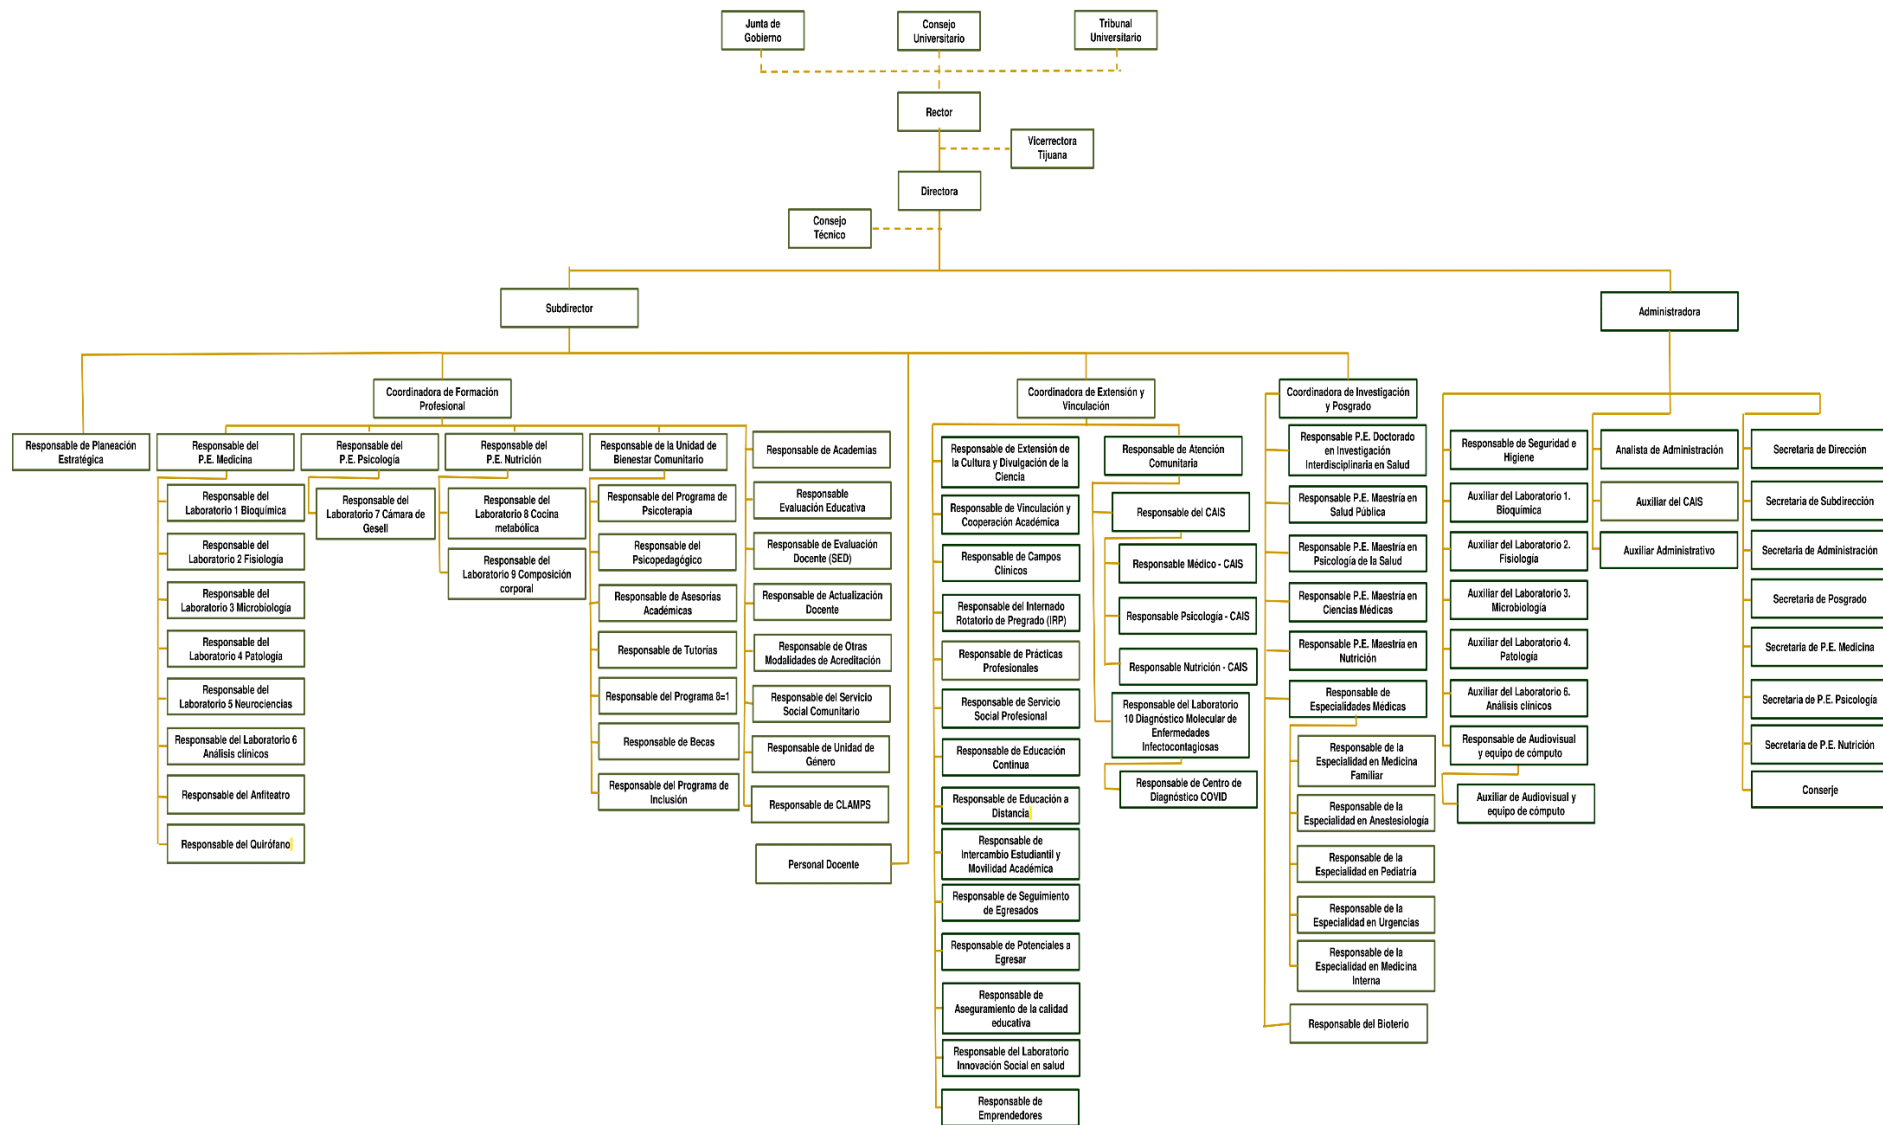 Junta de
Gobierno
Consejo
Universitario
Tribunal
Universitario
Rector
Vicerrectora
Tijuana
Directora
Consejo
Técnico
Subdirector
Administradora
Coordinadora de Formación
Profesional
Coordinadora de Extensión y
Vinculación
Coordinadora de Investigación
y Posgrado
Responsable de Planeación
Estratégica
Responsable del
P.E. Medicina
Responsable del
Laboratorio 1 Bioquímica
Responsable del
Laboratorio 2 Fisiología
Responsable del
Laboratorio 3 Microbiología
Responsable del
Laboratorio 4 Patología
Responsable del
Laboratorio 5 Neurociencias
Responsable del Laboratorio 6
Análisis clínicos
Responsable del Anfiteatro
Responsable del Quirófano
Responsable del
P.E. Psicología
Responsable del
Laboratorio 7 Cámara de
Gesell
Responsable del
P.E. Nutrición
Responsable del
Laboratorio 8 Cocina
metabólica
Responsable del
Laboratorio 9 Composición
corporal
Responsable de la Unidad de
Bienestar Comunitario
Responsable del Programa de
Psicoterapia
Responsable del
Psicopedagógico
Responsable de Asesorías
Académicas
Responsable de Tutorías
Responsable del Programa 8=1
Responsable de Becas
Responsable del Programa de
Inclusión
Responsable de Academias
Responsable
Evaluación Educativa
Responsable de Evaluación
Docente (SED)
Responsable de Actualización
Docente
Responsable de Otras
Modalidades de Acreditación
Responsable del Servicio
Social Comunitario
Responsable de Unidad de
Género
Responsable de CLAMPS
Personal Docente
Responsable de Extensión de
la Cultura y Divulgación de la
Ciencia
Responsable de Vinculación y
Cooperación Académica
Responsable de Campos
Clínicos
Responsable del Internado
Rotatorio de Pregrado (IRP)
Responsable de Prácticas
Profesionales
Responsable de Servicio
Social Profesional
Responsable de Educación
Continua
Responsable de Educación a
Distancia
Responsable de
Intercambio Estudiantil y
Movilidad Académica
Responsable de Seguimiento
de Egresados
Responsable de Potenciales a
Egresar
Responsable de
Aseguramiento de la calidad
educativa
Responsable del Laboratorio
Innovación Social en salud
Responsable de
Emprendedores
Responsable de Atención
Comunitaria
Responsable del CAIS
Responsable Médico - CAIS
Responsable Psicología - CAIS
Responsable Nutrición - CAIS
Responsable del Laboratorio
10 Diagnóstico Molecular de
Enfermedades
Infectocontagiosas
Responsable de Centro de
Diagnóstico COVID
Responsable P.E. Doctorado
en Investigación
Interdisciplinaria en Salud
Responsable P.E. Maestría en
Salud Pública
Responsable P.E. Maestría en
Psicología de la Salud
Responsable P.E. Maestría en
Ciencias Médicas
Responsable P.E. Maestría en
Nutrición
Responsable de
Especialidades Médicas
Responsable de la
Especialidad en Medicina
Familiar
Responsable de la
Especialidad en Anestesiología
Responsable de la
Especialidad en Pediatría
Responsable de la
Especialidad en Urgencias
Responsable de la
Especialidad en Medicina
Interna
Responsable del Bioterio
Responsable de Seguridad e
Higiene
Auxiliar del Laboratorio 1.
Bioquímica
Auxiliar del Laboratorio 2.
Fisiología
Auxiliar del Laboratorio 3.
Microbiología
Auxiliar del Laboratorio 4.
Patología
Auxiliar del Laboratorio 6.
Análisis clínicos
Responsable de Audiovisual
y equipo de cómputo
Auxiliar de Audiovisual y
equipo de cómputo
Analista de Administración
Auxiliar del CAIS
Auxiliar Administrativo
Secretaria de Dirección
Secretaria de Subdirección
Secretaria de Administración
Secretaria de Posgrado
Secretaria de P.E. Medicina
Secretaria de P.E. Psicología
Secretaria de P.E. Nutrición
Conserje